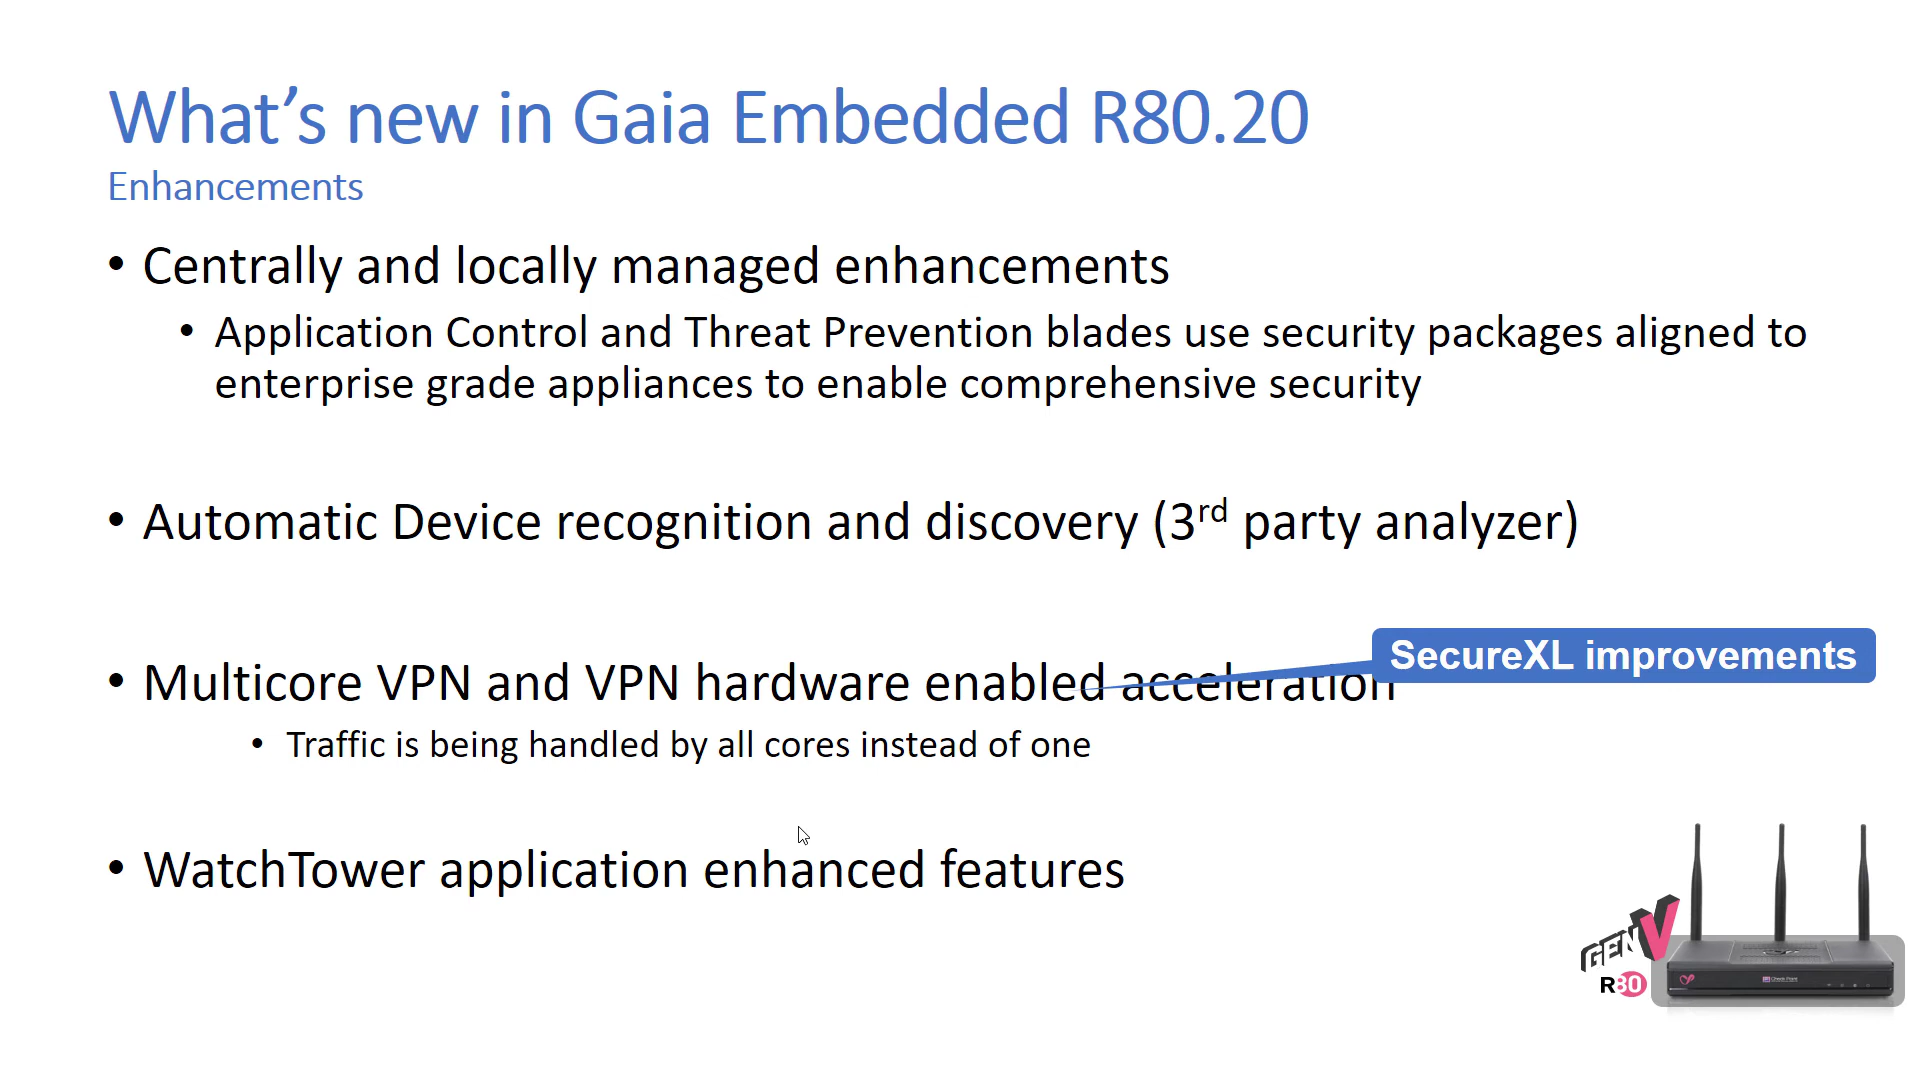 What’s new in Gaia Embedded R80.20
Enhancements
• Centrally and locally managed enhancements
• Application Control and Threat Prevention blades use security packages aligned to
enterprise grade appliances to enable comprehensive security
• Automatic Device recognition and discovery (3rd party analyzer)
SecureXL improvements
• Multicore VPN and VPN hardware enabled acceleration
• Traffic is being handled by all cores instead of one
• WatchTower application enhanced features
GEN V
R80
Check Point